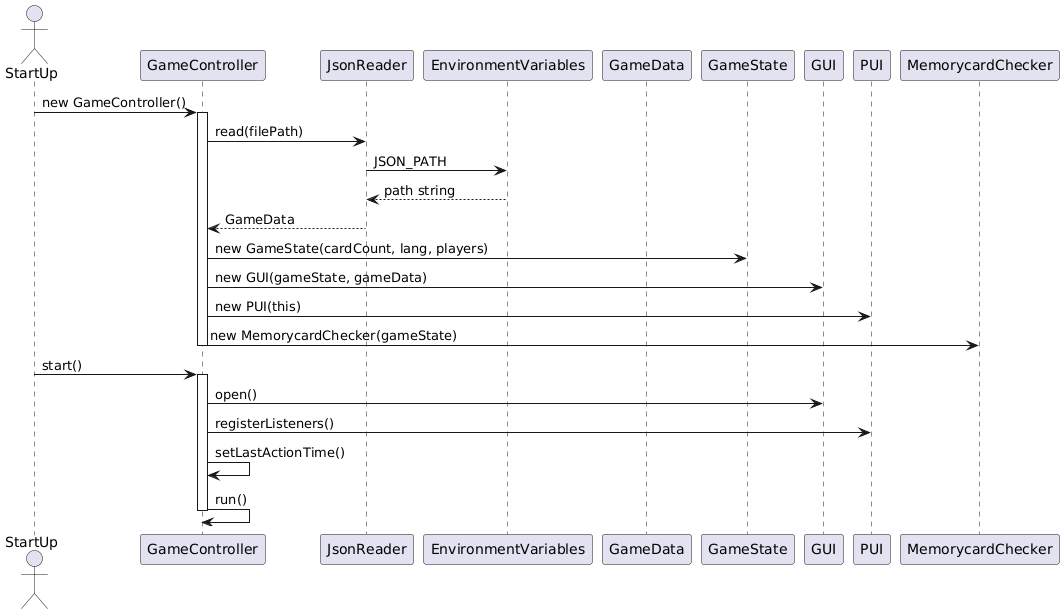 StartUp
GameController
JsonReader
EnvironmentVariables
GameData
GameState
GUI
PUI
MemorycardChecker
new GameController()
read(filePath)
JSON_PATH
path string
GameData
new GameState(cardCount, lang, players)
new GUI(gameState, gameData)
new PUI(this)
new MemorycardChecker(gameState)
start()
open()
registerListeners()
setLastActionTime()
run()
StartUp
GameController
JsonReader
EnvironmentVariables
GameData
GameState
GUI
PUI
MemorycardChecker